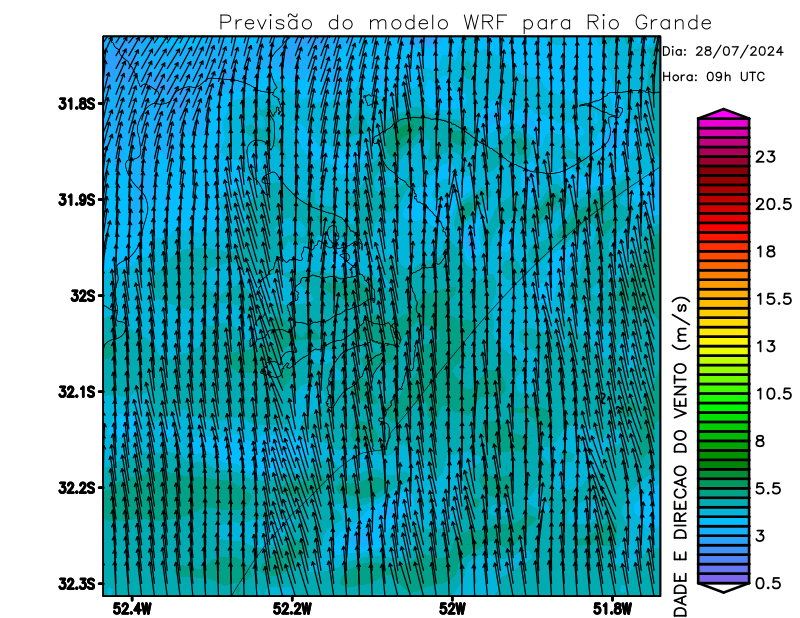 Previsão do modelo WRF para Rio Grande
Dia: 28/07/2024
Hora: 09h UTC
31.8S
31.9S
32S
32.1S
32.2S
32.3S
52.4W
52.2W
52W
51.8W
23
20.5
18
15.5
13
10.5
8
5.5
3
0.5
DADE E DIRECAO DO VENTO (m/s)